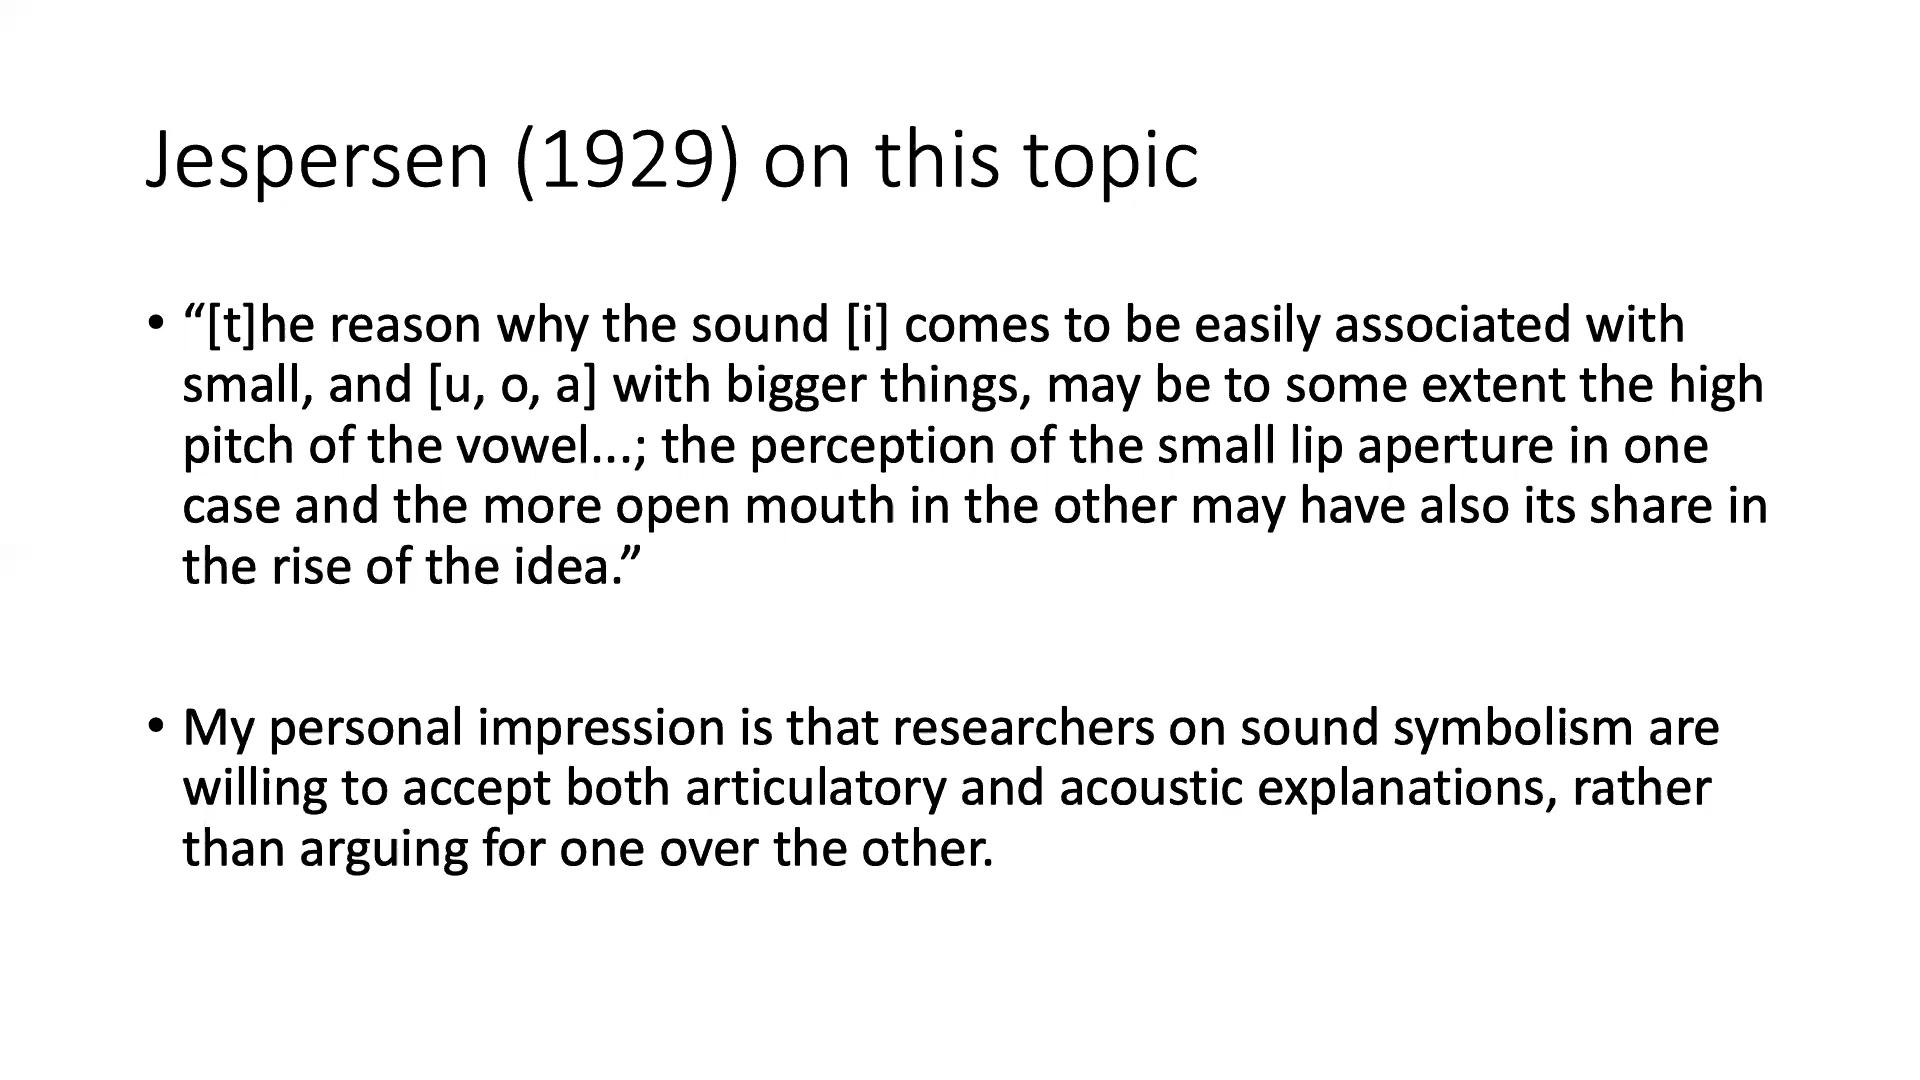 Jespersen (1929) on this topic
• “[t]he reason why the sound [i] comes to be easily associated with
small, and [u, o, a] with bigger things, may be to some extent the high
pitch of the vowel...; the perception of the small lip aperture in one
case and the more open mouth in the other may have also its share in
the rise of the idea.”
• My personal impression is that researchers on sound symbolism are
willing to accept both articulatory and acoustic explanations, rather
than arguing for one over the other.